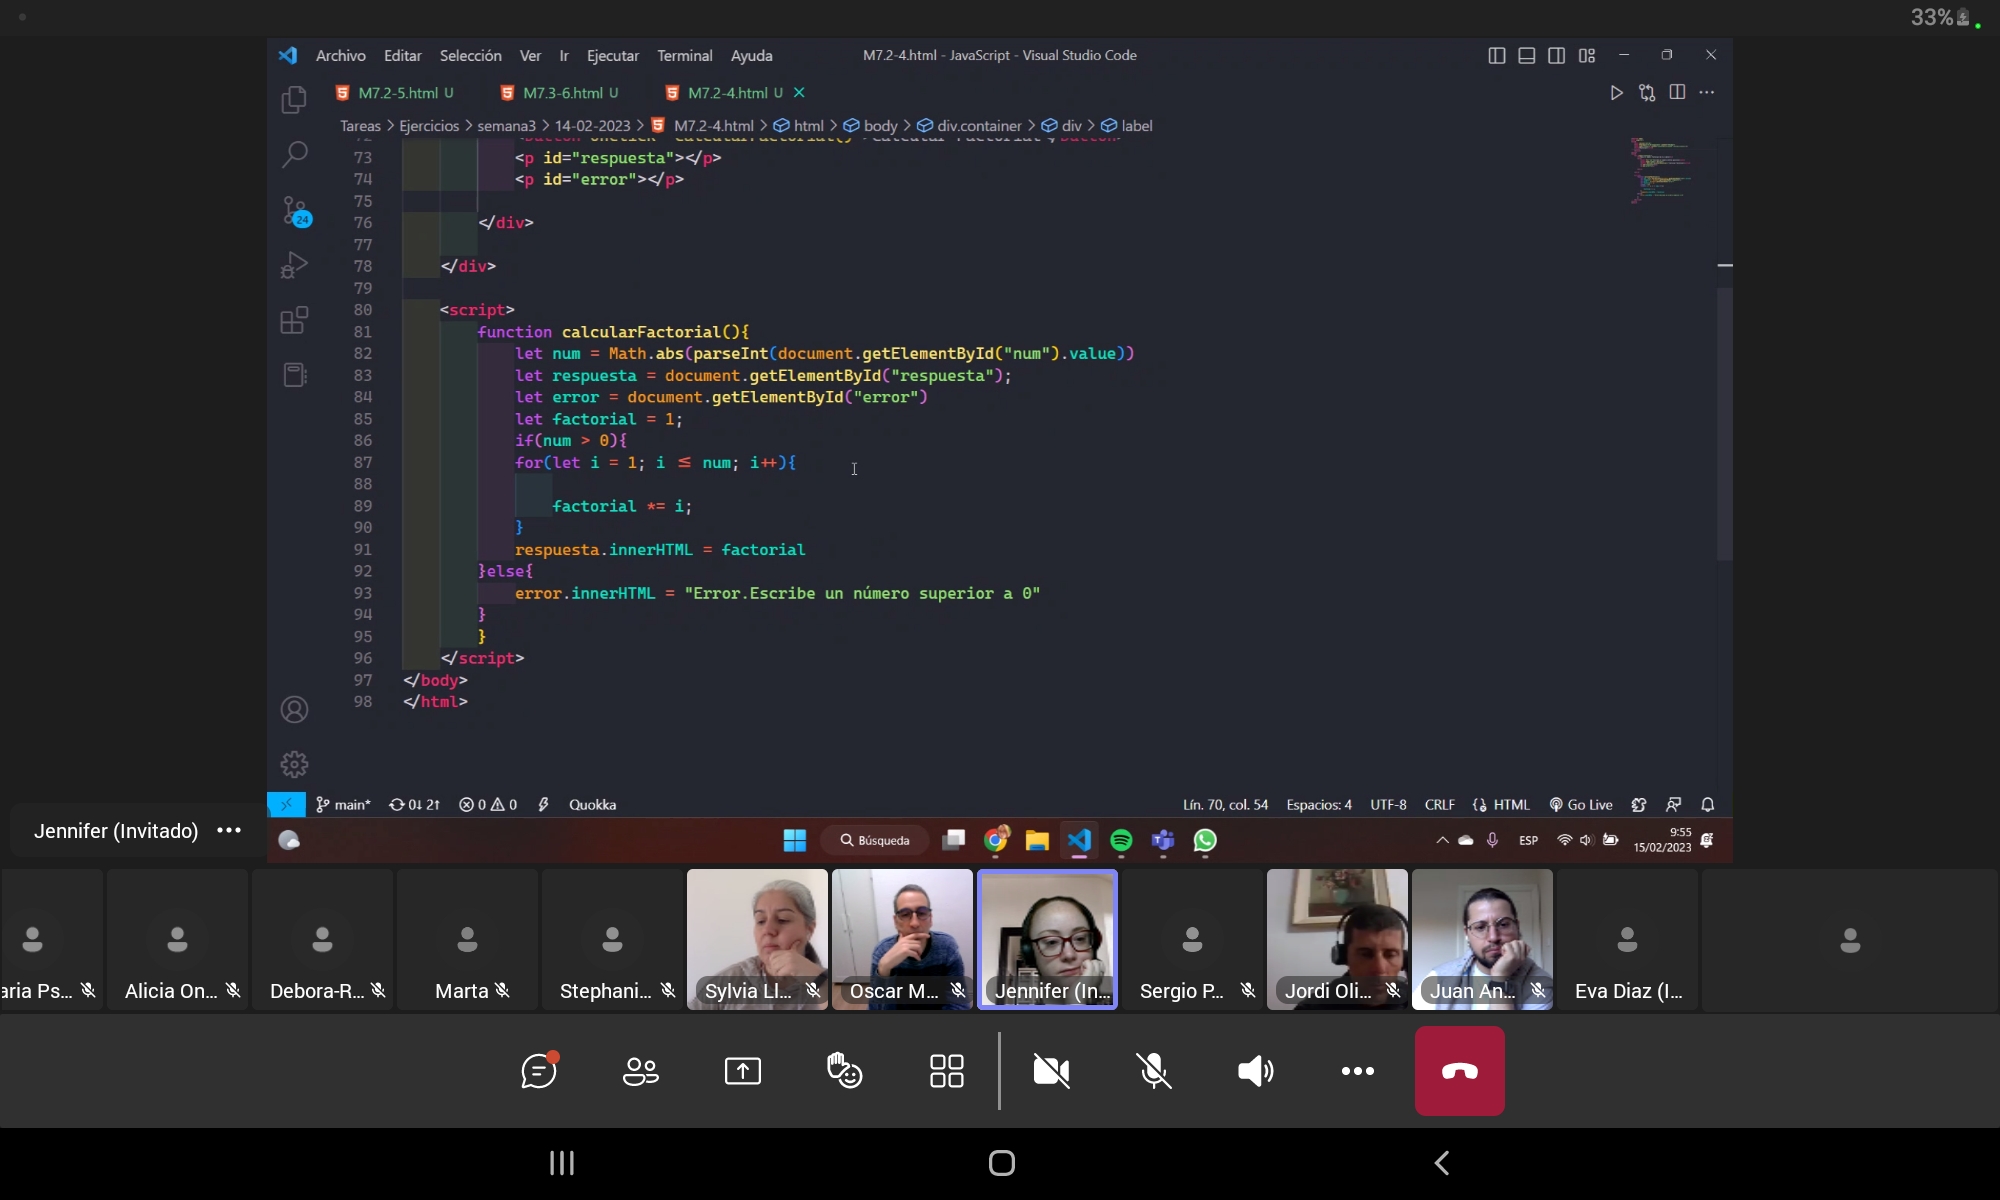 33%
Archivo Editar Selección Ver Ir Ejecutar Terminal Ayuda M7.2-4.html - JavaScript - Visual Studio Code
M7.2-5.html U M7.3-6.html U M7.2-4.html U
Tareas > Ejercicios > semana3 > 14-02-2023 > M7.2-4.html > html > body > div.container > div > label
73 <p id="respuesta"></p>
74 <p id="error"></p>
75
76 </div>
77
78 </div>
79
80 <script>
81 function calcularFactorial(){
82 let num = Math.abs(parseInt(document.getElementById("num").value))
83 let respuesta = document.getElementById("respuesta");
84 let error = document.getElementById("error")
85 let factorial = 1;
86 if(num > 0){
87 for(let i = 1; i ≤ num; i++){
88
89 factorial *= i;
90 }
91 respuesta.innerHTML = factorial
92 }else{
93 error.innerHTML = "Error.Escribe un número superior a 0"
94 }
95 }
96 </script>
97 </body>
98 </html>
24
main* 0↓ 2↑ 0 0 Quokka Lín. 70, col. 54 Espacios: 4 UTF-8 CRLF HTML Go Live
Jennifer (Invitado) •••
Búsqueda ESP 9:55
15/02/2023
aria Ps... Alicia On... Debora-R... Marta Stephani... Sylvia Ll... Oscar M... Jennifer (In... Sergio P... Jordi Oli... Juan An... Eva Diaz (I...